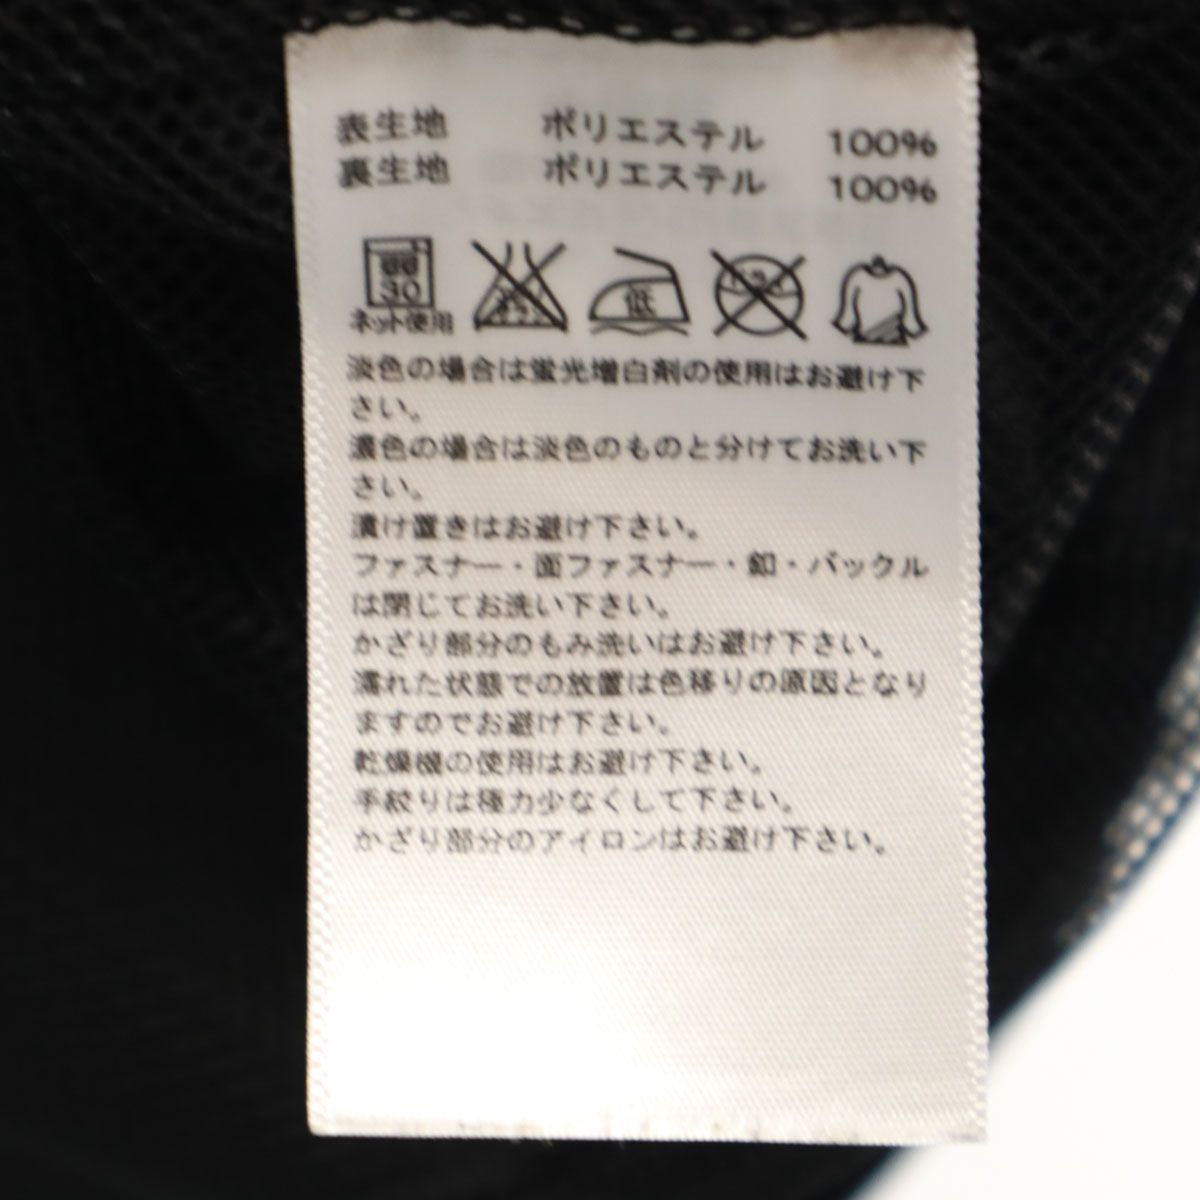 表生地 ポリエステル 100%
裏生地 ポリエステル 100%
30 低
ネット使用
淡色の場合は蛍光増白剤の使用はお避け下
さい。
濃色の場合は淡色のものと分けてお洗い下
さい。
漬け置きはお避け下さい。
ファスナー・面ファスナー・釦・バックル
は閉じてお洗い下さい。
かざり部分のもみ洗いはお避け下さい。
濡れた状態での放置は色移りの原因となり
ますのでお避け下さい。
乾燥機の使用はお避け下さい。
手絞りは極力少なくして下さい。
かざり部分のアイロンはお避け下さい。